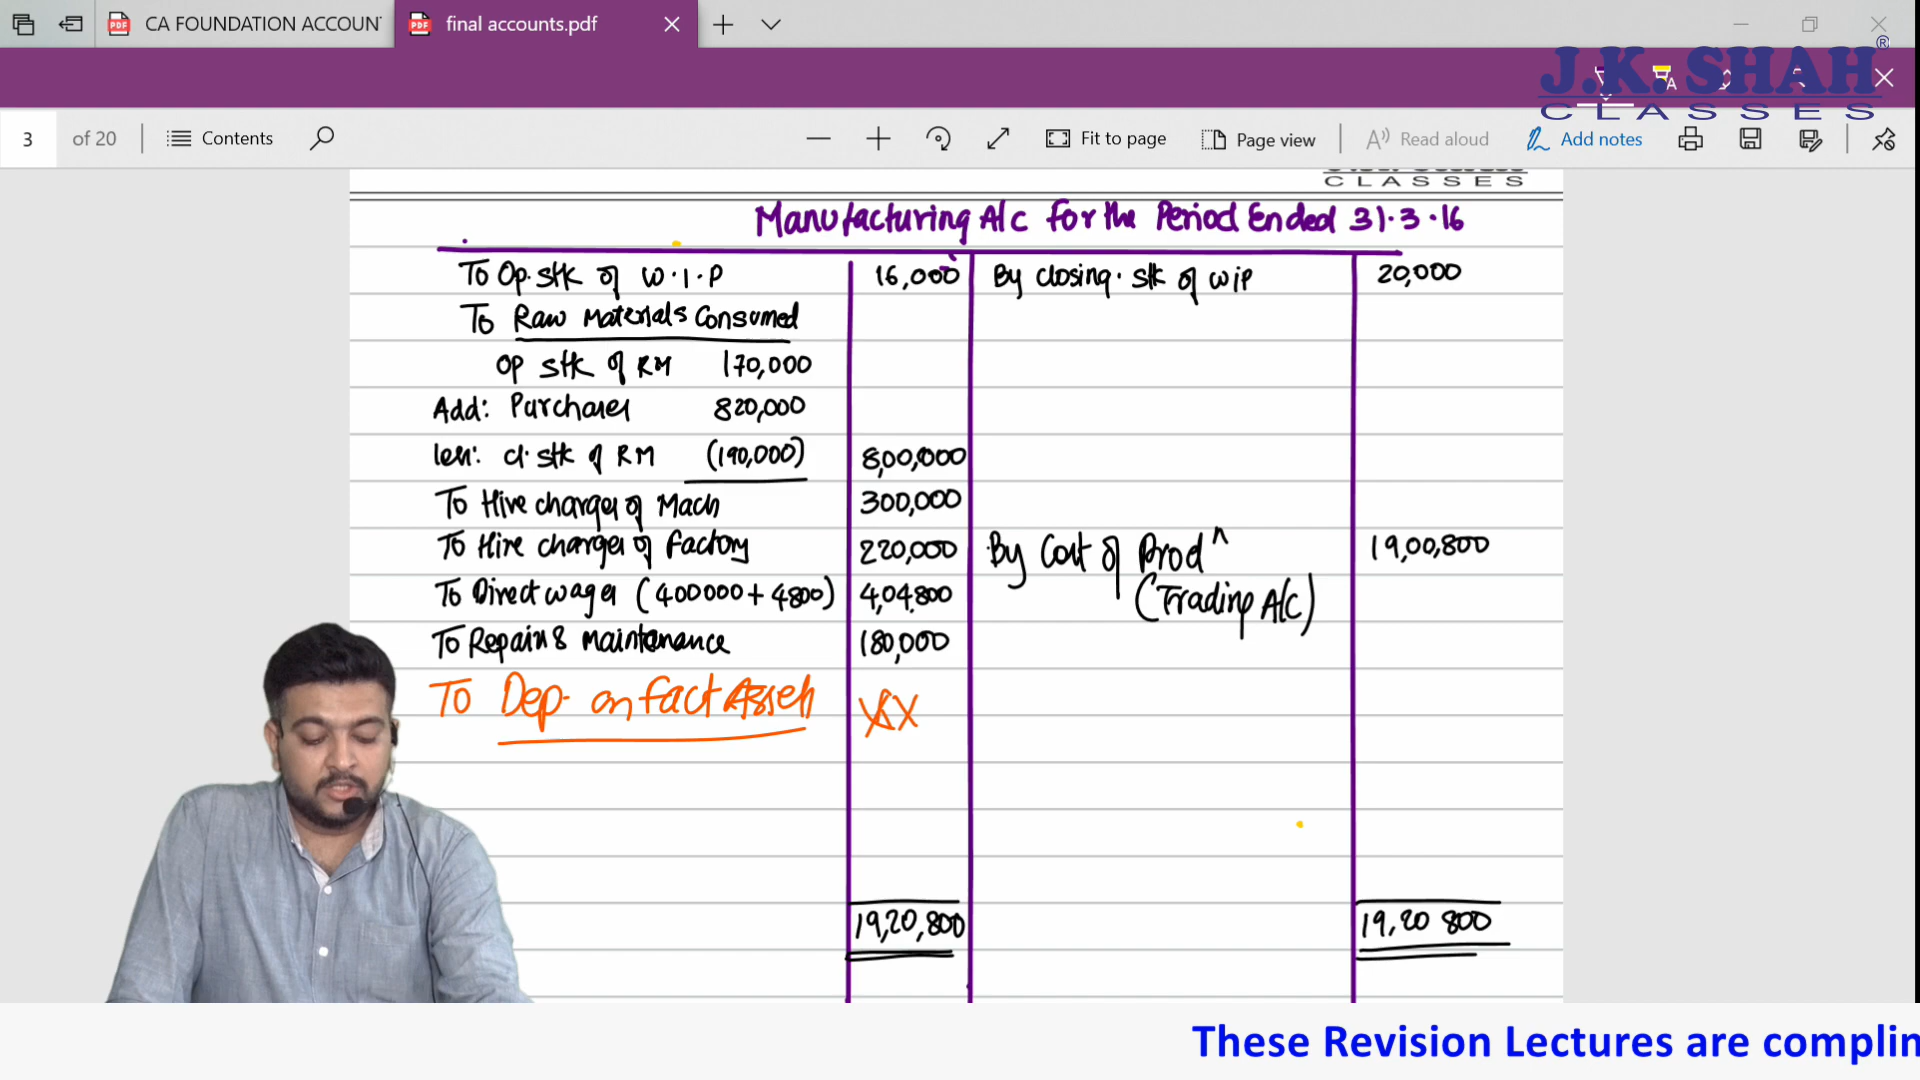 CA FOUNDATION ACCOUN
final accounts.pdf
J.K. SHAH®
CLASSES
3 of 20
Contents
Fit to page
Page view
Read aloud
Add notes
CLASSES
Manufacturing A/c for the Period Ended 31.3.16
To Op. stk of W.I.P 16,000 By closing. stk of WIP 20,000
To Raw Materials Consumed
Op stk of RM 170,000
Add: Purchases 820,000
Less: cl. stk of RM (190,000) 8,00,000
To Hire charges of Mach 300,000
To Hire charges of factory 220,000 By Cost of Prodn 19,00,800
To Direct wages (400000+4800) 4,04,800 (Trading A/c)
To Repairs & maintenance 180,000
To Dep. on fact Assets XXX
19,20,800 19,20 800
These Revision Lectures are complin